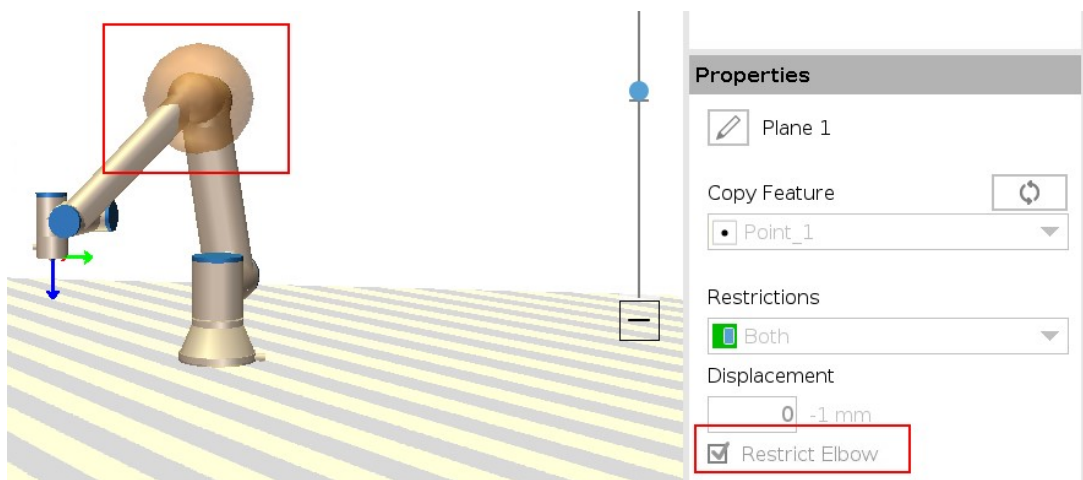 Properties
Plane 1
Copy Feature
Point_1
Restrictions
Both
Displacement
0 -1 mm
Restrict Elbow